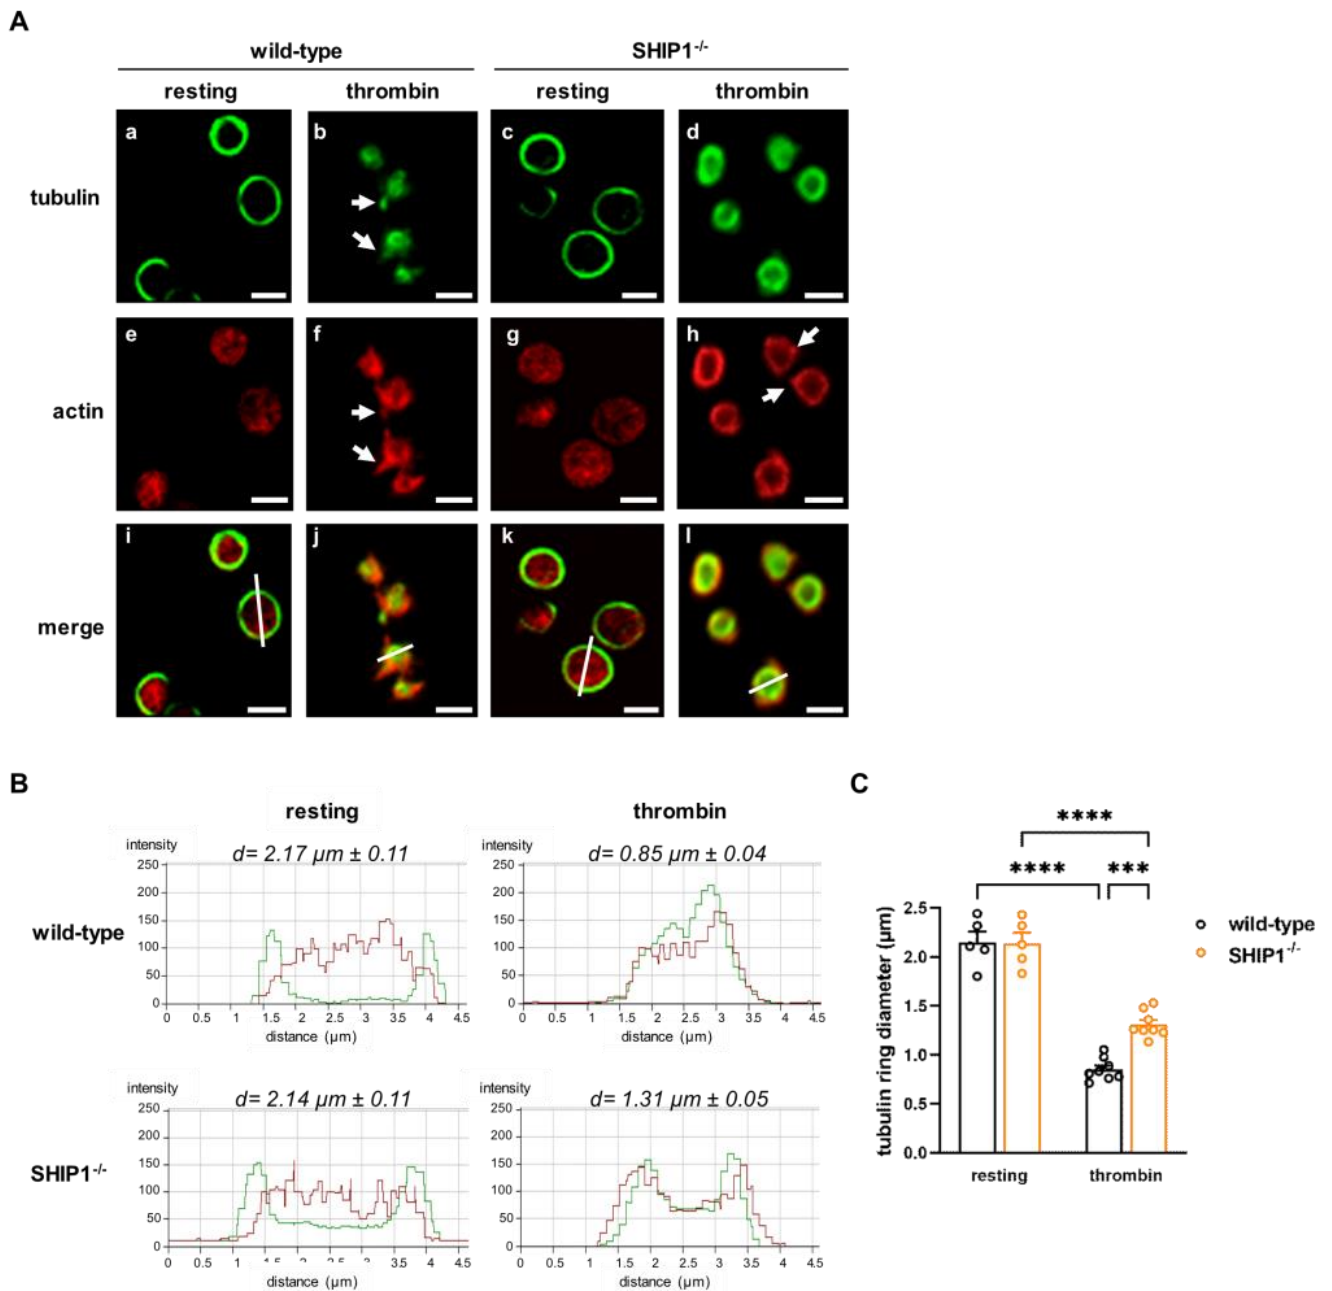 A
wild-type SHIP1-/-
resting thrombin resting thrombin
a b c d
tubulin
e f g h
actin
i j k l
merge
B
resting thrombin
intensity d= 2.17 µm ± 0.11 intensity d= 0.85 µm ± 0.04
250 250
200 200
wild-type 150 150
100 100
50 50
0 0
0 0.5 1 1.5 2 2.5 3 3.5 4 4.5 0 0.5 1 1.5 2 2.5 3 3.5 4 4.5
distance (µm) distance (µm)
intensity d= 2.14 µm ± 0.11 intensity d= 1.31 µm ± 0.05
250 250
200 200
SHIP1-/- 150 150
100 100
50 50
0 0
0 0.5 1 1.5 2 2.5 3 3.5 4 4.5 0 0.5 1 1.5 2 2.5 3 3.5 4 4.5
distance (µm) distance (µm)
C
****
**** ***
tubulin ring diameter (µm)
2.5
2.0
1.5
1.0
0.5
0.0
resting thrombin
wild-type
SHIP1-/-